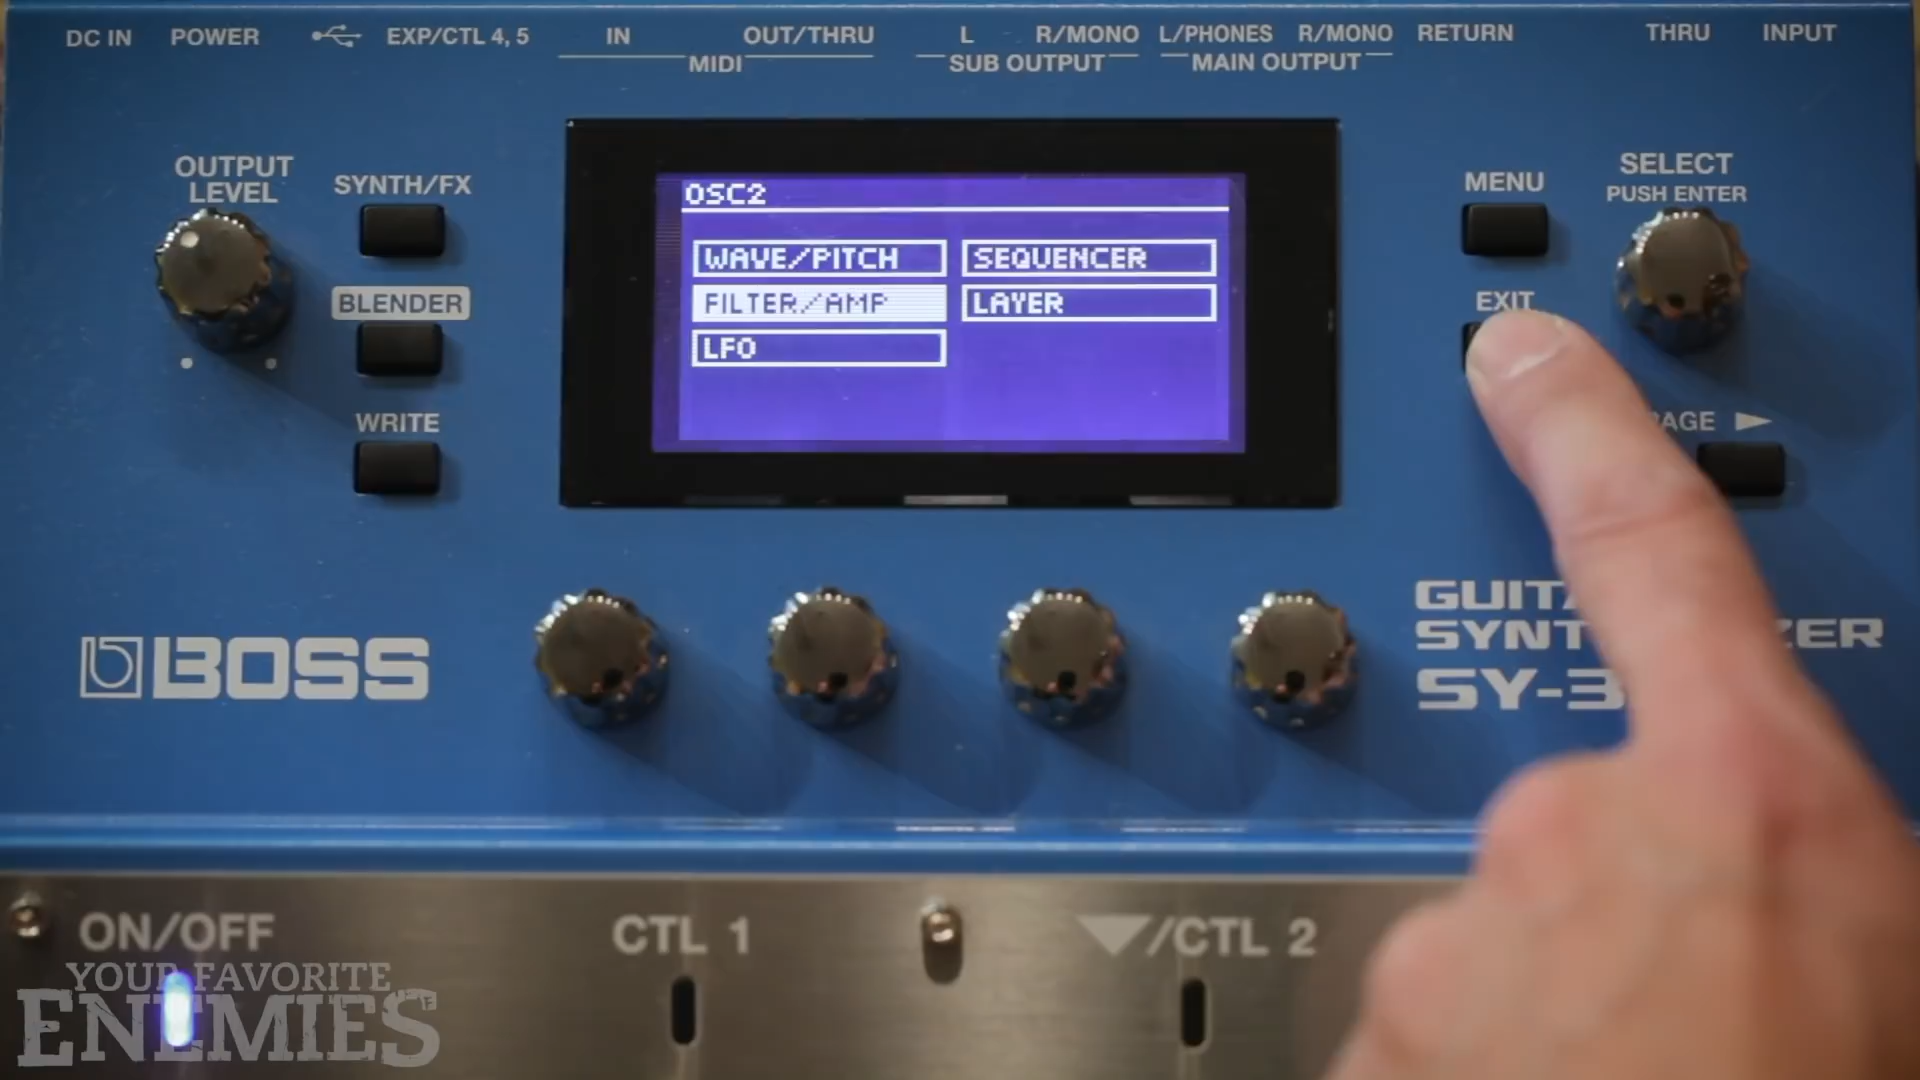 DC IN POWER EXP/CTL 4, 5 IN OUT/THRU L R/MONO L/PHONES R/MONO RETURN THRU INPUT
MIDI SUB OUTPUT MAIN OUTPUT
OUTPUT
LEVEL
SYNTH/FX
BLENDER
WRITE
OSC2
WAVE/PITCH SEQUENCER
FILTER/AMP LAYER
LFO
MENU
EXIT
SELECT
PUSH ENTER
BOSS
ON/OFF CTL 1 /CTL 2
YOUR FAVORITE
ENEMIES